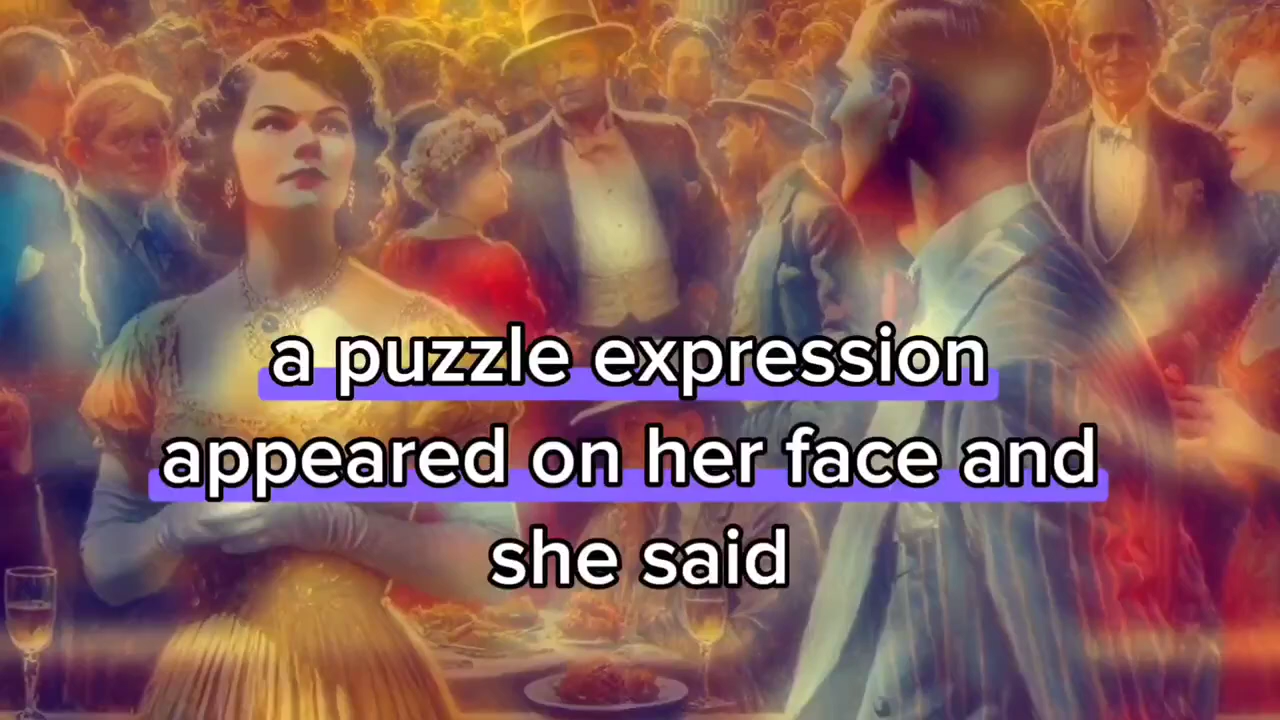 a puzzle expression
appeared on her face and
she said